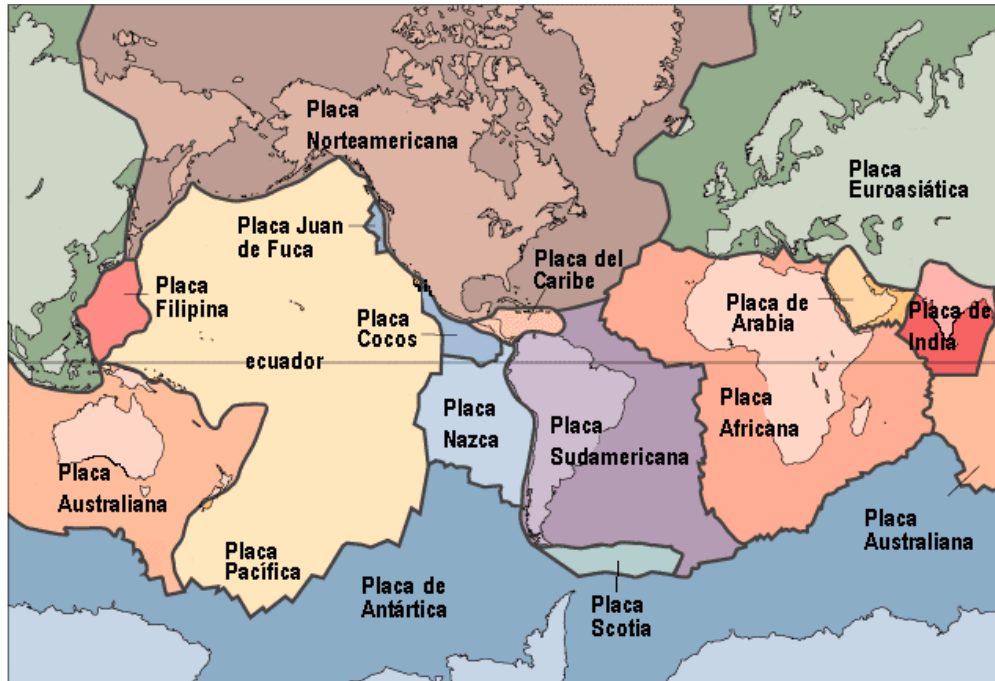 Placa
Norteamericana
Placa
Euroasiática
Placa Juan
de Fuca
Placa del
Caribe
Placa
Filipina
Placa de
Arabia
Placa de
India
Placa
Cocos
ecuador
Placa
Nazca
Placa
Africana
Placa
Sudamericana
Placa
Australiana
Placa
Australiana
Placa
Pacífica
Placa de
Antártica
Placa
Scotia